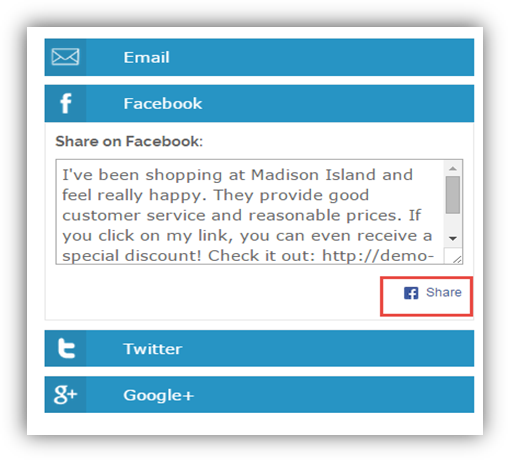 Email
Facebook
Share on Facebook:
I've been shopping at Madison Island and
feel really happy. They provide good
customer service and reasonable prices. If
you click on my link, you can even receive a
special discount! Check it out: http://demo-
Share
Twitter
g+ Google+